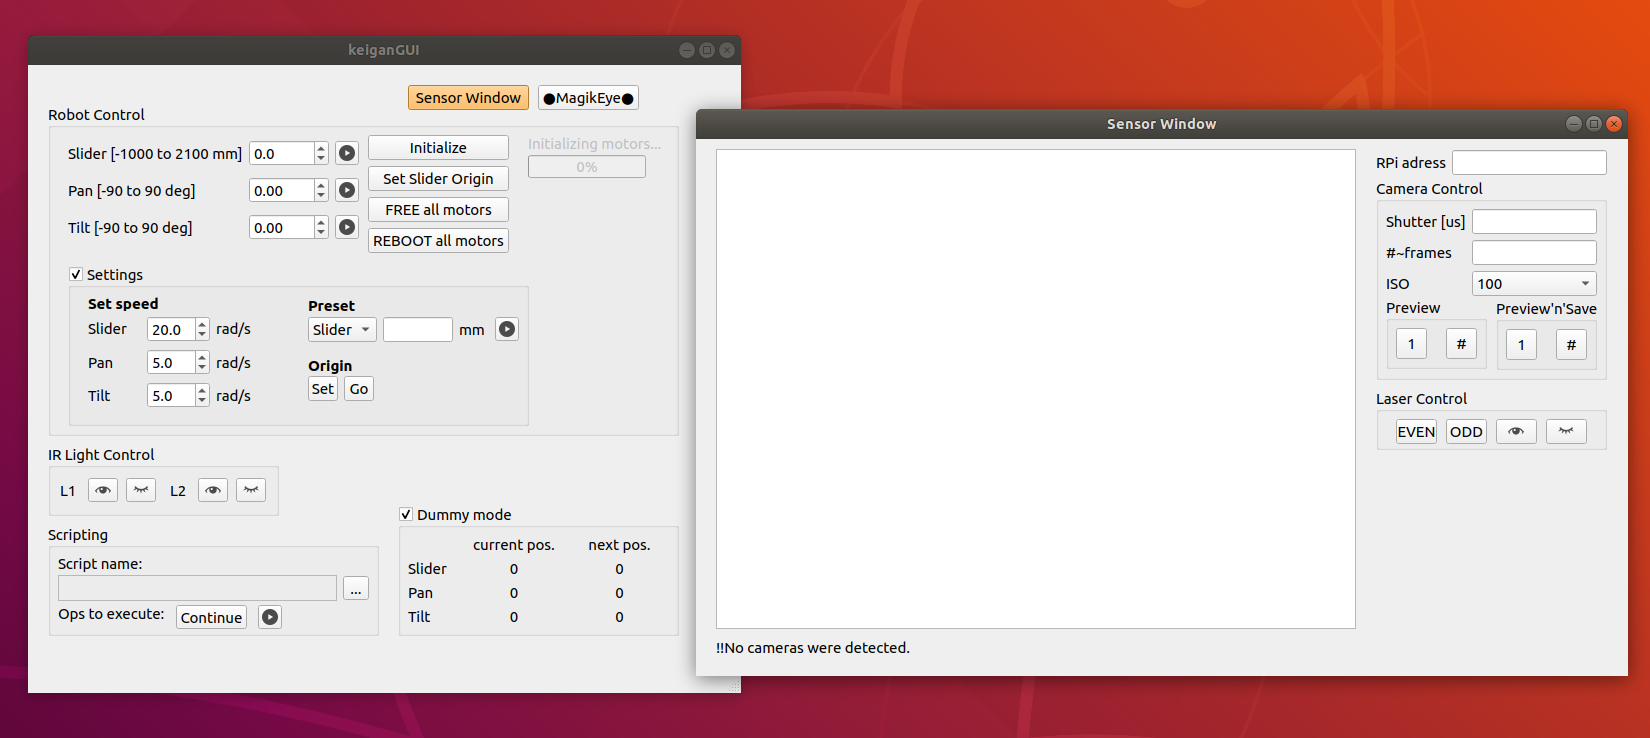 keiganGUI
Sensor Window ●MagikEye●
Robot Control
Slider [-1000 to 2100 mm] 0.0 Initialize Initializing motors...
0%
Pan [-90 to 90 deg] 0.00 Set Slider Origin
FREE all motors
Tilt [-90 to 90 deg] 0.00
REBOOT all motors
Settings
Set speed Preset
Slider 20.0 rad/s Slider mm
Pan 5.0 rad/s Origin
Tilt 5.0 rad/s Set Go
IR Light Control
L1 L2
Scripting
Script name:
...
Ops to execute: Continue
Dummy mode
current pos. next pos.
Slider 0 0
Pan 0 0
Tilt 0 0
Sensor Window
RPi adress
Camera Control
Shutter [us]
#~frames
ISO 100
Preview Preview'n'Save
1 # 1 #
Laser Control
EVEN ODD
!!No cameras were detected.